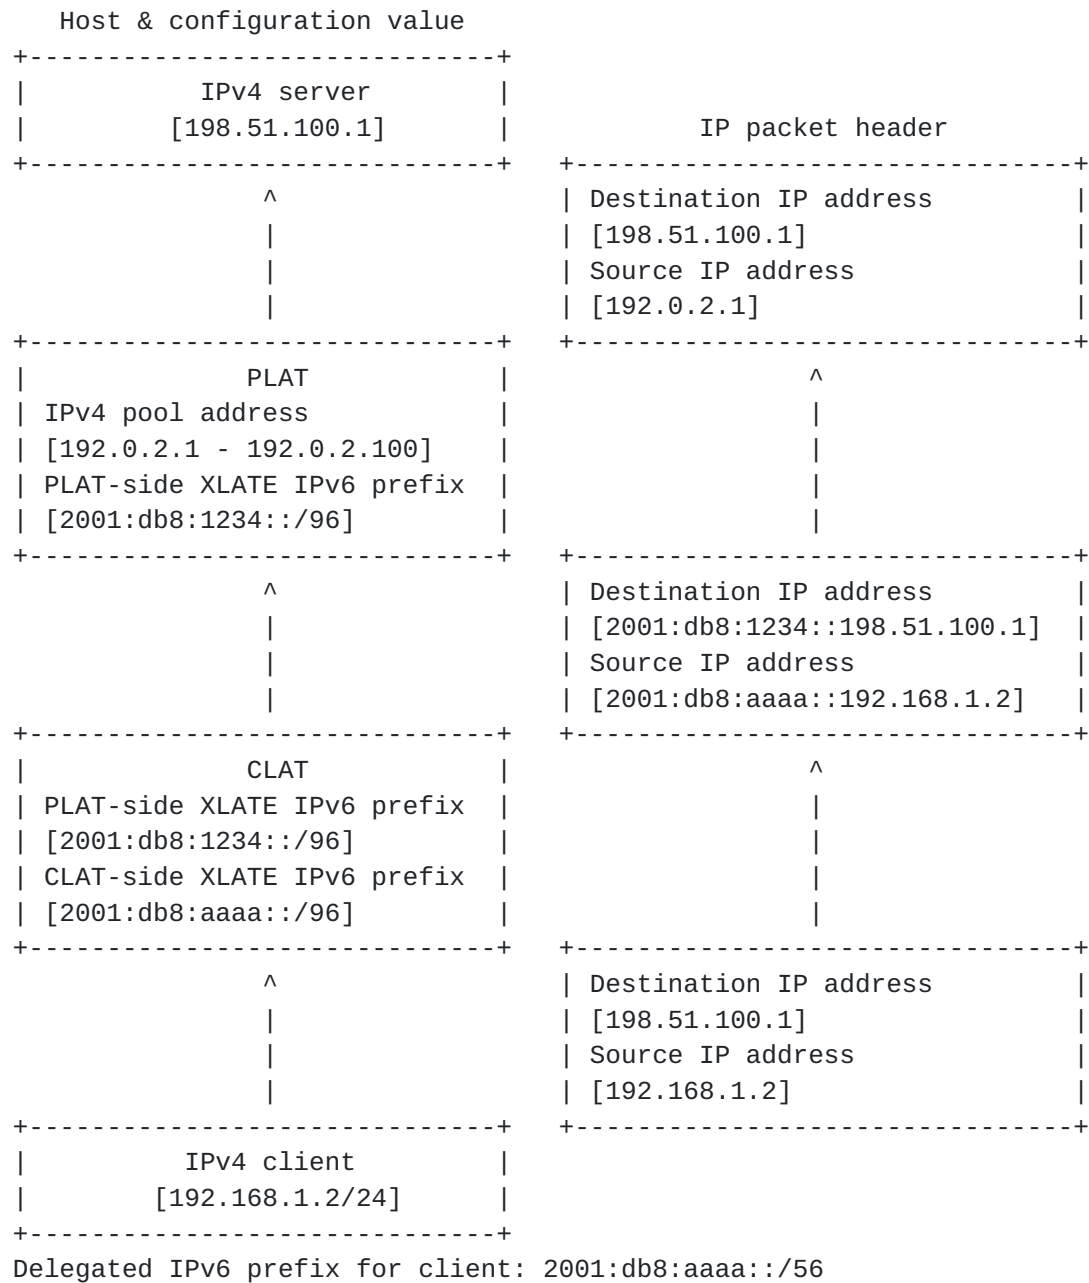 Host & configuration value
+------------------------------+
|           IPv4 server        |
|         [198.51.100.1]       |            IP packet header
+------------------------------+   +--------------------------------+
                ^                  | Destination IP address         |
                |                  | [198.51.100.1]                 |
                |                  | Source IP address              |
                |                  | [192.0.2.1]                    |
+------------------------------+   +--------------------------------+
|              PLAT            |                   ^
| IPv4 pool address            |                   |
| [192.0.2.1 - 192.0.2.100]    |                   |
| PLAT-side XLATE IPv6 prefix  |                   |
| [2001:db8:1234::/96]         |                   |
+------------------------------+   +--------------------------------+
                ^                  | Destination IP address         |
                |                  | [2001:db8:1234::198.51.100.1]  |
                |                  | Source IP address              |
                |                  | [2001:db8:aaaa::192.168.1.2]   |
+------------------------------+   +--------------------------------+
|              CLAT            |                   ^
| PLAT-side XLATE IPv6 prefix  |                   |
| [2001:db8:1234::/96]         |                   |
| CLAT-side XLATE IPv6 prefix  |                   |
| [2001:db8:aaaa::/96]         |                   |
+------------------------------+   +--------------------------------+
                ^                  | Destination IP address         |
                |                  | [198.51.100.1]                 |
                |                  | Source IP address              |
                |                  | [192.168.1.2]                  |
+------------------------------+   +--------------------------------+
|          IPv4 client         |
|        [192.168.1.2/24]      |
+------------------------------+
Delegated IPv6 prefix for client: 2001:db8:aaaa::/56